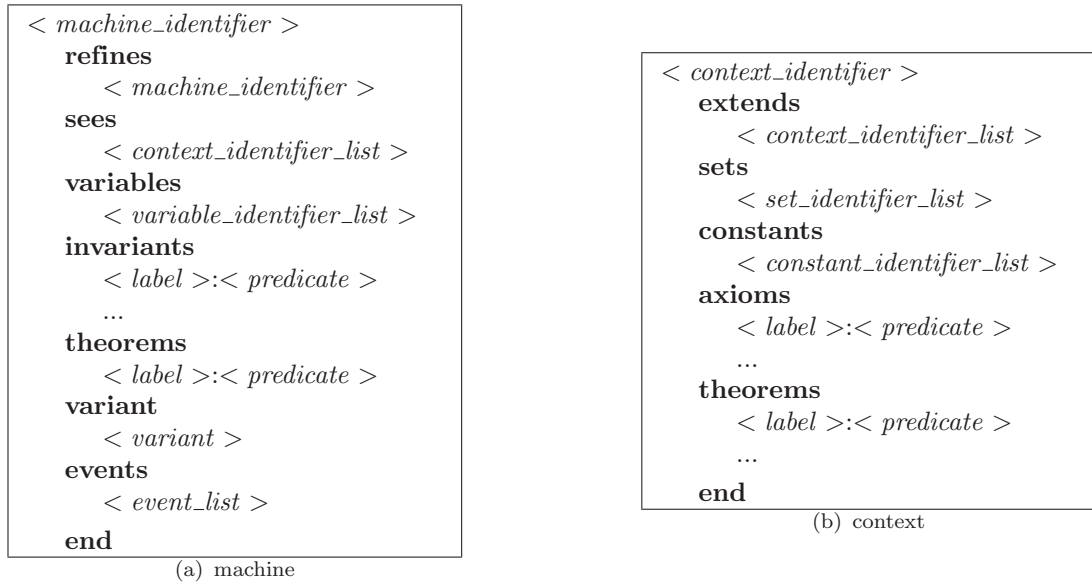 < machine_identifier >
refines
< machine_identifier >
sees
< context_identifier_list >
variables
< variable_identifier_list >
invariants
< label >:< predicate >
...
theorems
< label >:< predicate >
variant
< variant >
events
< event_list >
end
(a) machine
< context_identifier >
extends
< context_identifier_list >
sets
< set_identifier_list >
constants
< constant_identifier_list >
axioms
< label >:< predicate >
...
theorems
< label >:< predicate >
...
end
(b) context